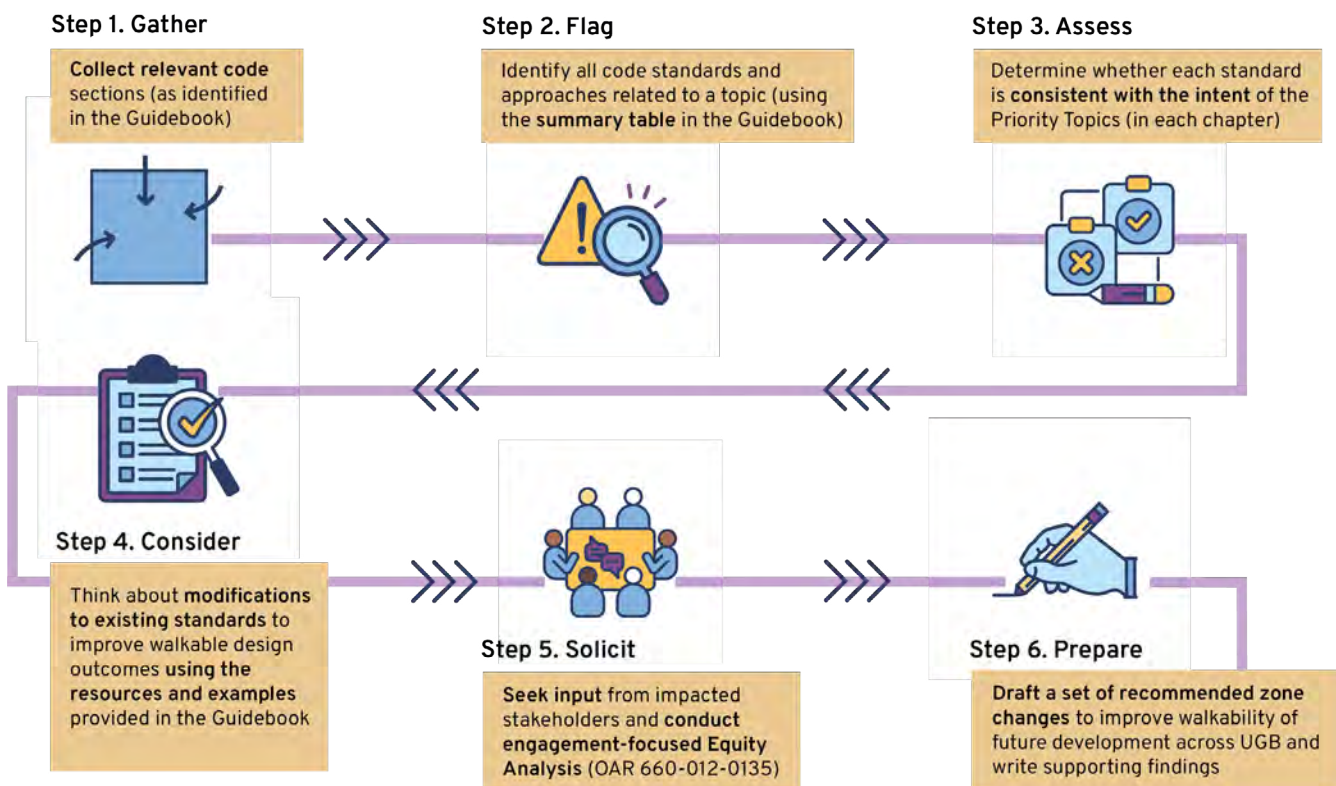 Step 1. Gather
Collect relevant code
sections (as identified
in the Guidebook)
Step 2. Flag
Identify all code standards and
approaches related to a topic (using
the summary table in the Guidebook)
Step 3. Assess
Determine whether each standard
is consistent with the intent of the
Priority Topics (in each chapter)
Step 4. Consider
Think about modifications
to existing standards to
improve walkable design
outcomes using the
resources and examples
provided in the Guidebook
Step 5. Solicit
Seek input from impacted
stakeholders and conduct
engagement-focused Equity
Analysis (OAR 660-012-0135)
Step 6. Prepare
Draft a set of recommended zone
changes to improve walkability of
future development across UGB and
write supporting findings